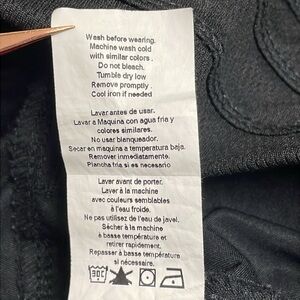 Wash before wearing.
Machine wash cold
with similar colors .
Do not bleach.
Tumble dry low
Remove promptly .
Cool iron if needed
Lavar antes de usar.
Lavar a Maquina con agua fria y
colores similares.
No usar blanqueador.
Secar en maquina a temperatura baja.
Remover inmediatamente.
Plancha fria si es necesario
Laver avant de porter.
Laver à la machine
avec couleurs semblables
à l'eau froide.
Ne pas utilisez de l'eau de javel.
Sécher à la machine
à basse température et
retirer rapidement.
Repasser à basse température
si nécessaire.
30C